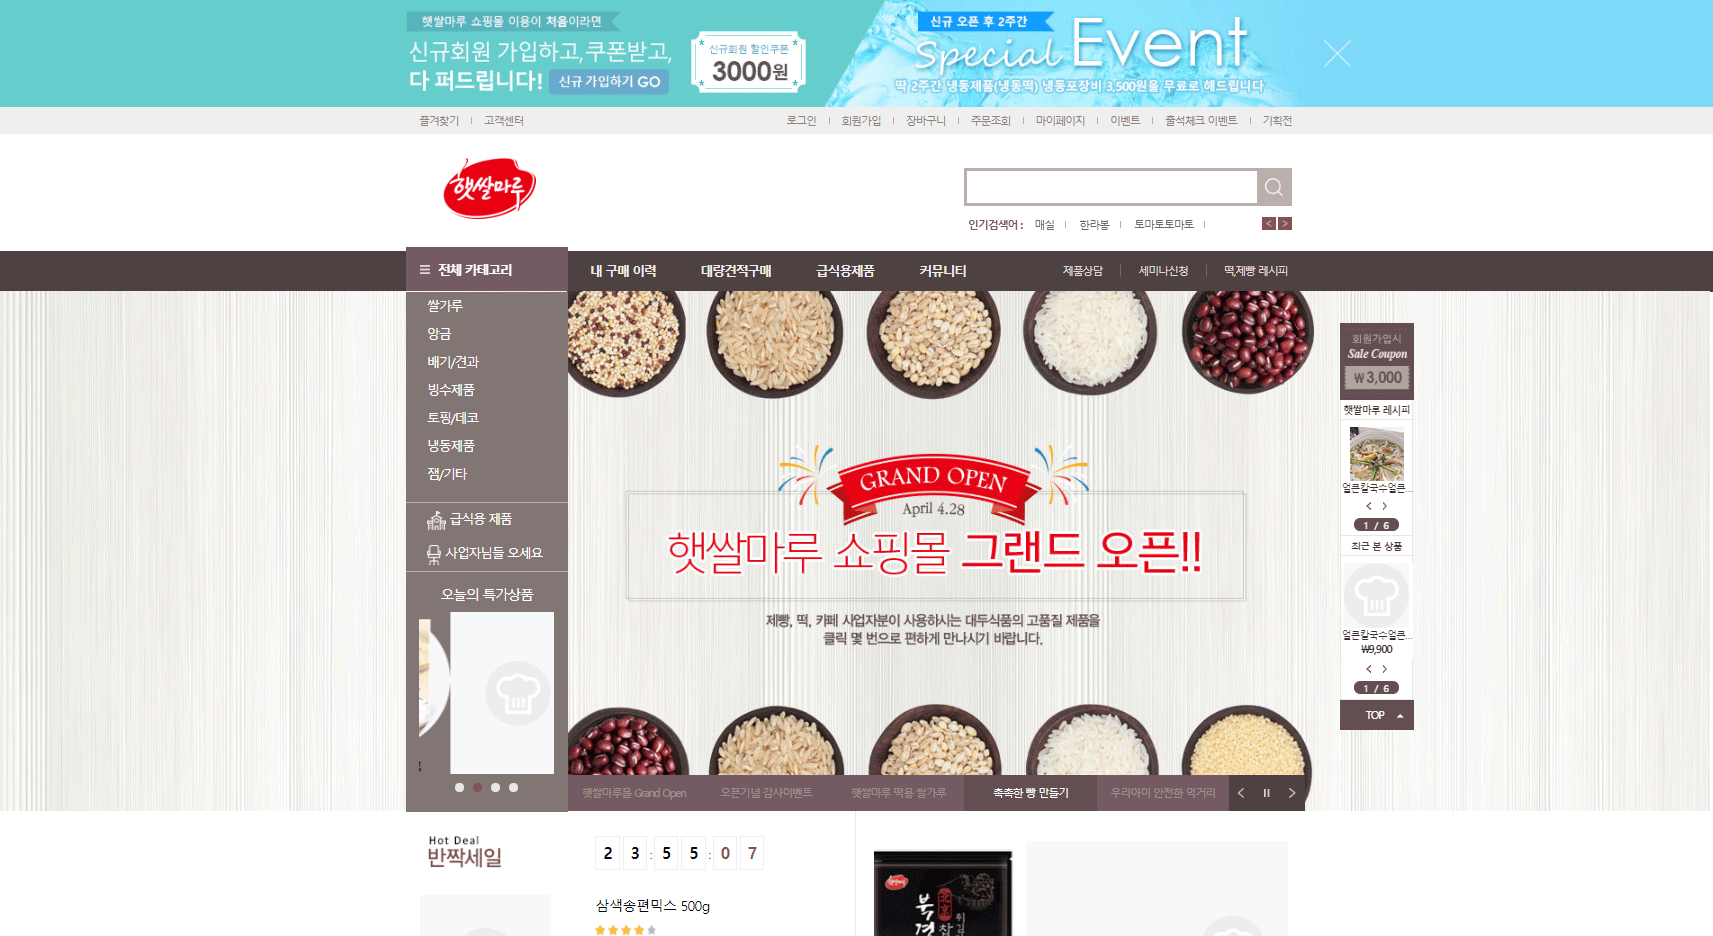 햇쌀마루 쇼핑몰 이용이 처음이라면
신규회원 가입하고,쿠폰받고,
다 퍼드립니다! 신규 가입하기 GO
신규회원 할인쿠폰
3000원
신규 오픈 후 2주간
Special Event
딱 2주간 냉동제품(냉동떡) 냉동포장비 3,500원을 무료로 해드립니다
즐겨찾기 고객센터 로그인 회원가입 장바구니 주문조회 마이페이지 이벤트 출석체크 이벤트 기획전
햇쌀마루
인기검색어 : 매실 한라봉 토마토토마토
< >
전체 카테고리 내 구매 이력 대량견적구매 급식용제품 커뮤니티 제품상담 세미나신청 떡,제빵 레시피
쌀가루
앙금
배기/견과
빙수제품
토핑/데코
냉동제품
잼/기타
급식용 제품
사업자님들 오세요
오늘의 특가상품
GRAND OPEN
April 4.28
햇쌀마루 쇼핑몰 그랜드 오픈!!
제빵, 떡, 카페 사업자분이 사용하시는 대두식품의 고품질 제품을
클릭 몇 번으로 편하게 만나시기 바랍니다.
햇쌀마루몰 Grand Open 오픈기념 감사이벤트 햇쌀마루 떡용 쌀가루 촉촉한 빵 만들기 우리아이 안전한 먹거리
회원가입시
Sale Coupon
₩ 3,000
햇쌀마루 레시피
얼큰칼국수얼큰...
1 / 6
최근 본 상품
얼큰칼국수얼큰...
₩9,900
1 / 6
TOP
Hot Deal
반짝세일
2 3 : 5 5 : 0 7
삼색송편믹스 500g
햇쌀마루
北京
북경
찹
튀김